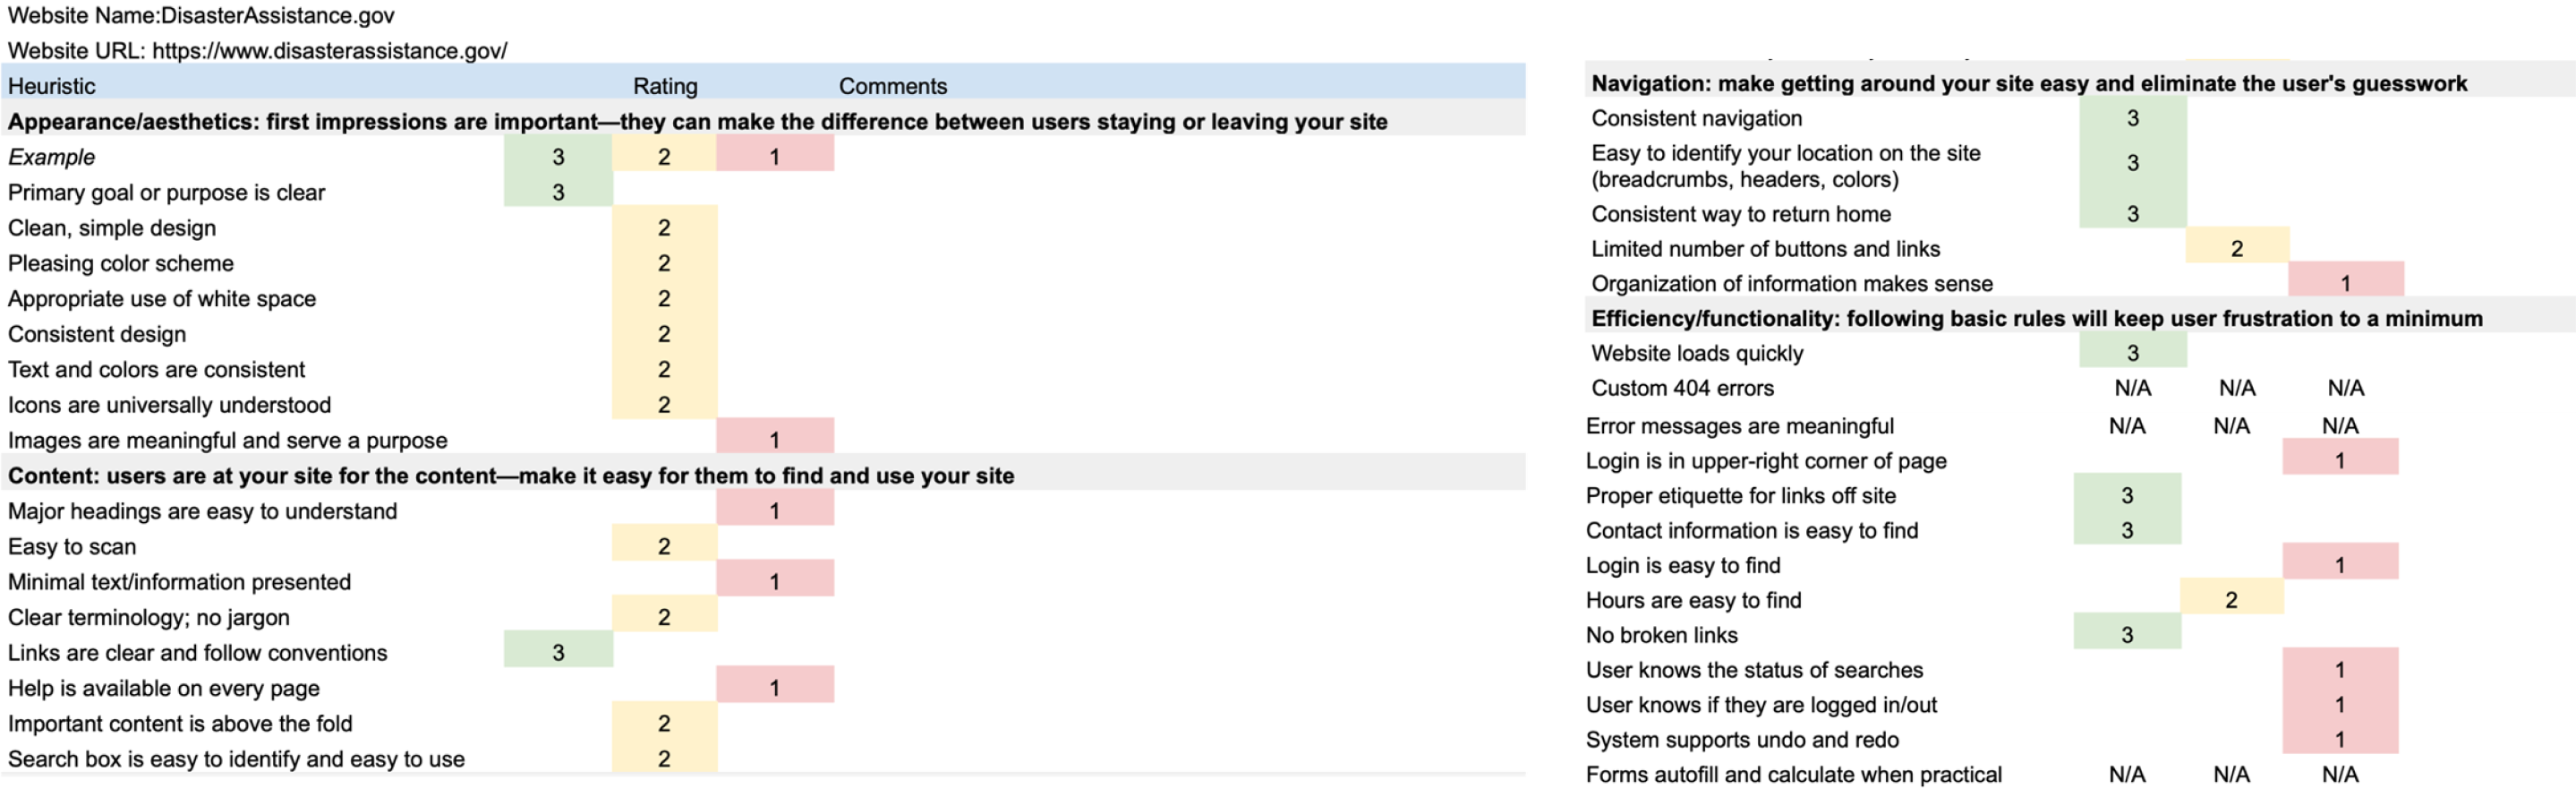 Website Name:DisasterAssistance.gov
Website URL: https://www.disasterassistance.gov/
Heuristic Rating Comments
Appearance/aesthetics: first impressions are important—they can make the difference between users staying or leaving your site
Example 3 2 1
Primary goal or purpose is clear 3
Clean, simple design 2
Pleasing color scheme 2
Appropriate use of white space 2
Consistent design 2
Text and colors are consistent 2
Icons are universally understood 2
Images are meaningful and serve a purpose 1
Content: users are at your site for the content—make it easy for them to find and use your site
Major headings are easy to understand 1
Easy to scan 2
Minimal text/information presented 1
Clear terminology; no jargon 2
Links are clear and follow conventions 3
Help is available on every page 1
Important content is above the fold 2
Search box is easy to identify and easy to use 2
Navigation: make getting around your site easy and eliminate the user's guesswork
Consistent navigation 3
Easy to identify your location on the site
(breadcrumbs, headers, colors) 3
Consistent way to return home 3
Limited number of buttons and links 2
Organization of information makes sense 1
Efficiency/functionality: following basic rules will keep user frustration to a minimum
Website loads quickly 3
Custom 404 errors N/A N/A N/A
Error messages are meaningful N/A N/A N/A
Login is in upper-right corner of page 1
Proper etiquette for links off site 3
Contact information is easy to find 3
Login is easy to find 1
Hours are easy to find 2
No broken links 3
User knows the status of searches 1
User knows if they are logged in/out 1
System supports undo and redo 1
Forms autofill and calculate when practical N/A N/A N/A